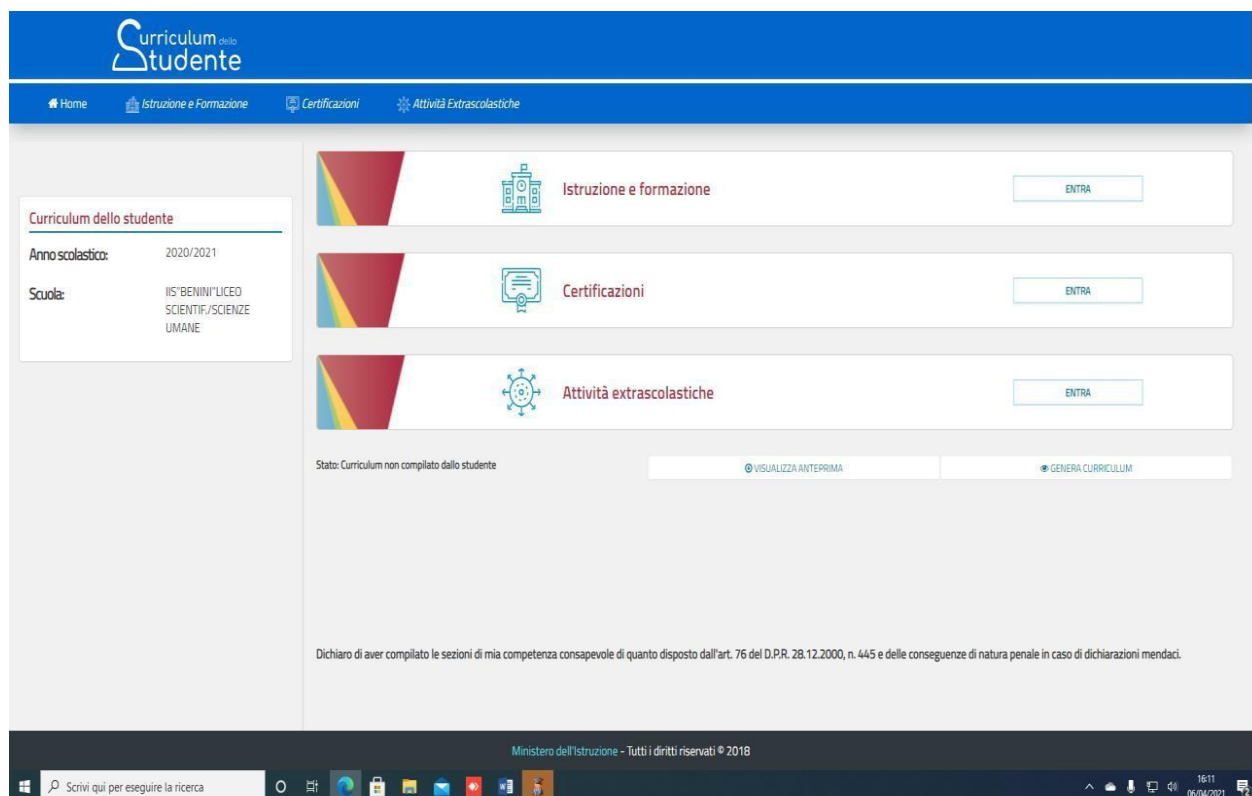 Curriculum dello
Studente
Home Istruzione e Formazione Certificazioni Attività Extrascolastiche
Curriculum dello studente
Anno scolastico: 2020/2021
Scuola: IIS"BENINI"LICEO
SCIENTIF./SCIENZE
UMANE
Istruzione e formazione ENTRA
Certificazioni ENTRA
Attività extrascolastiche ENTRA
Stato: Curriculum non compilato dallo studente VISUALIZZA ANTEPRIMA GENERA CURRICULUM
Dichiaro di aver compilato le sezioni di mia competenza consapevole di quanto disposto dall'art. 76 del D.P.R. 28.12.2000, n. 445 e delle conseguenze di natura penale in caso di dichiarazioni mendaci.
Ministero dell'Istruzione - Tutti i diritti riservati © 2018
Scrivi qui per eseguire la ricerca
16:11
06/04/2021